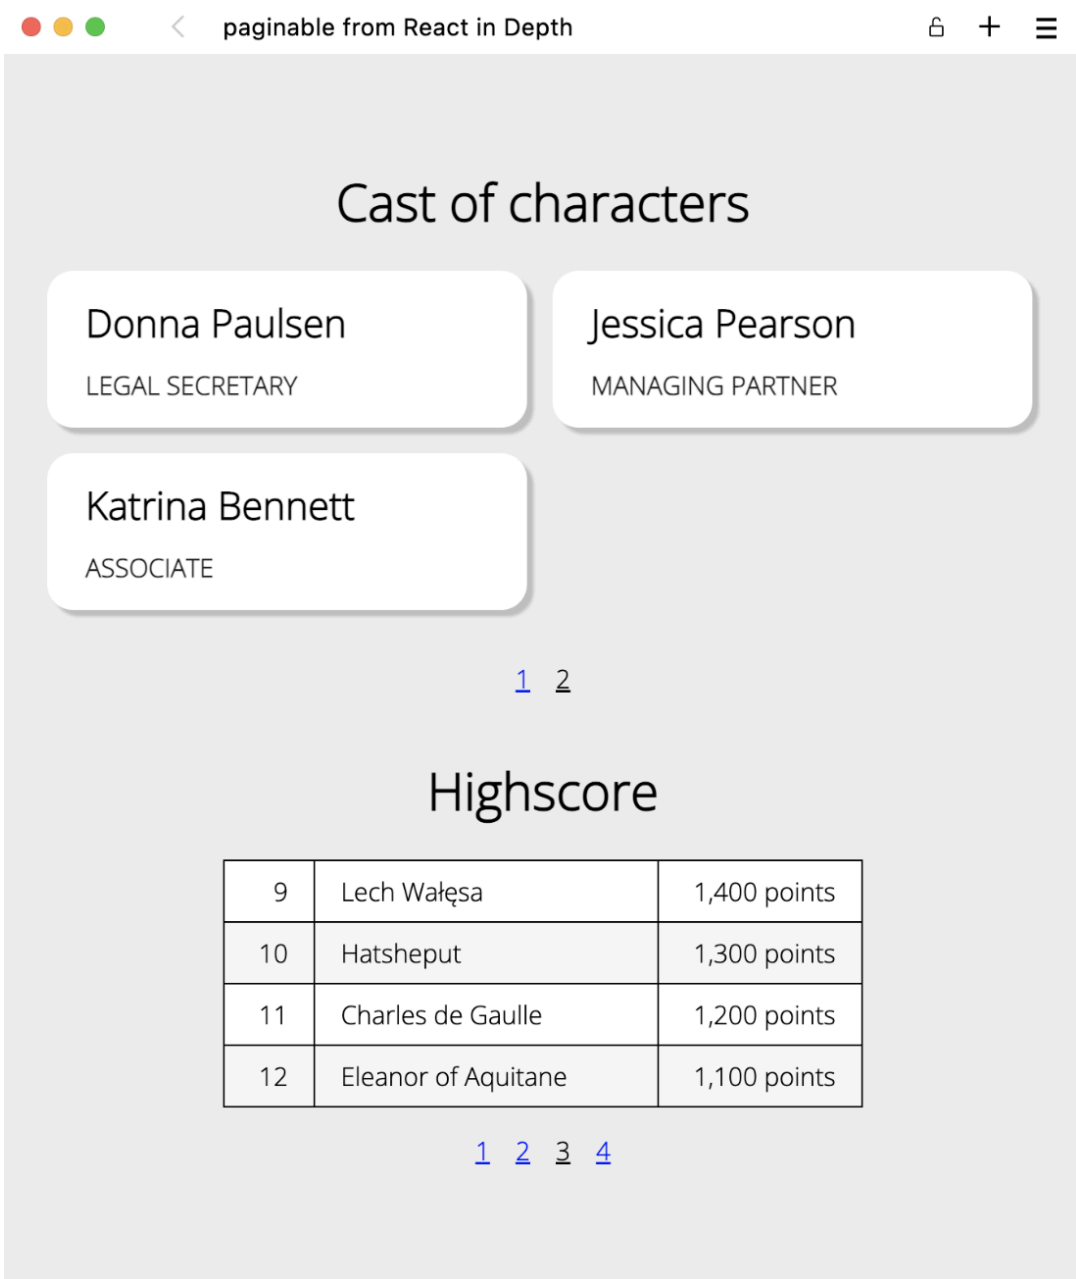 paginable from React in Depth
Cast of characters
Donna Paulsen
LEGAL SECRETARY
Jessica Pearson
MANAGING PARTNER
Katrina Bennett
ASSOCIATE
1 2
Highscore
9 Lech Wałęsa 1,400 points
10 Hatsheput 1,300 points
11 Charles de Gaulle 1,200 points
12 Eleanor of Aquitane 1,100 points
1 2 3 4